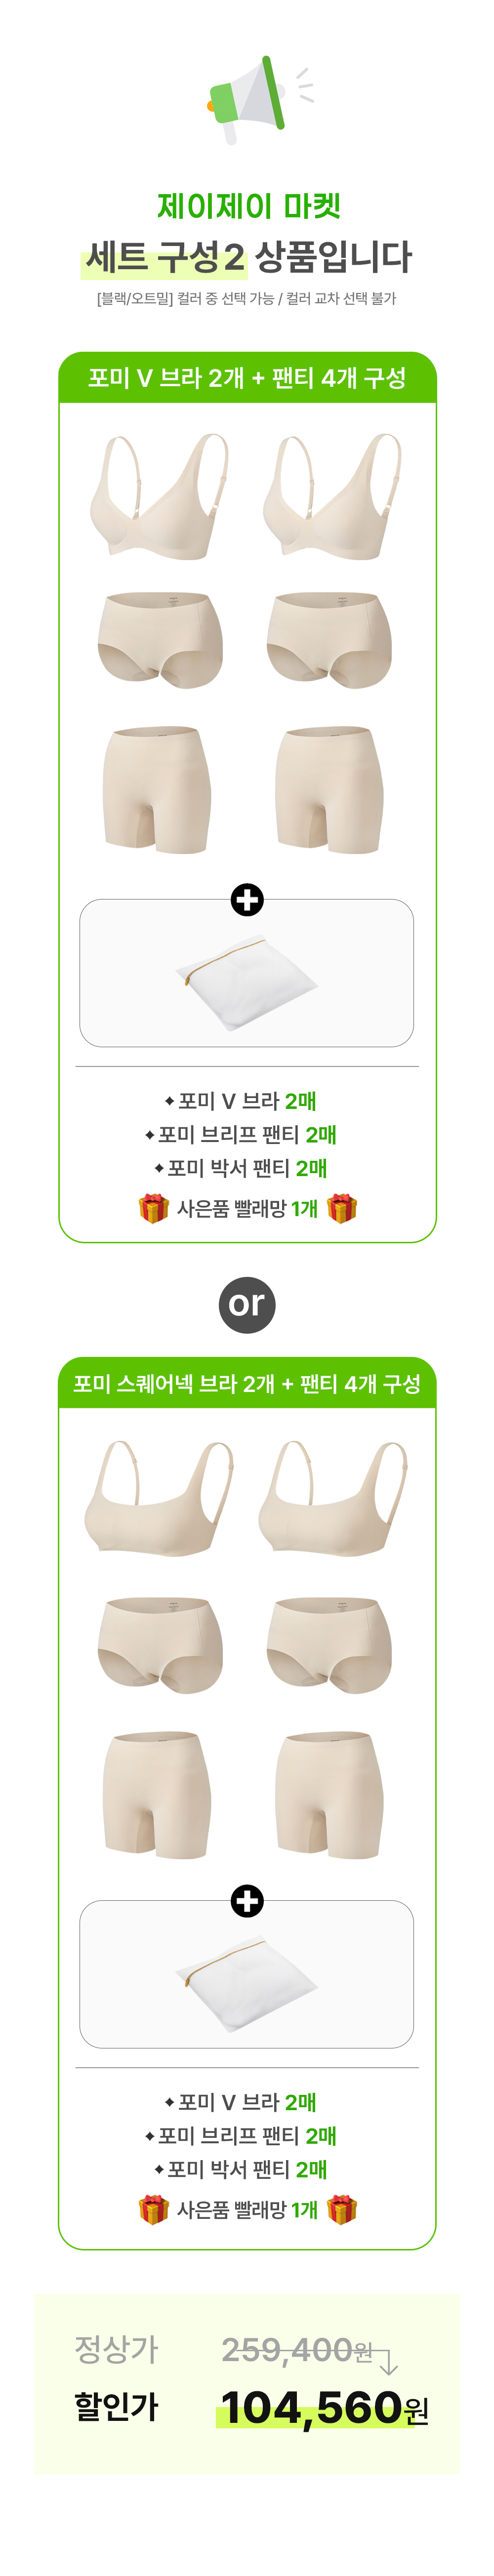 제이제이 마켓
세트 구성2 상품입니다
[블랙/오트밀] 컬러 중 선택 가능 / 컬러 교차 선택 불가
포미 V 브라 2개 + 팬티 4개 구성
포미 V 브라 2매
포미 브리프 팬티 2매
포미 박서 팬티 2매
사은품 빨래망 1개
or
포미 스퀘어넥 브라 2개 + 팬티 4개 구성
포미 V 브라 2매
포미 브리프 팬티 2매
포미 박서 팬티 2매
사은품 빨래망 1개
정상가 259,400원
할인가 104,560원